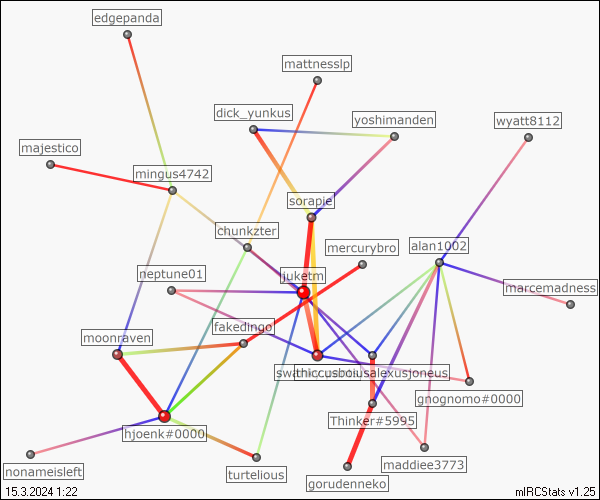 edgepanda
mattnesslp
dick_yunkus
yoshimanden
wyatt8112
majestico
mingus4742
sorapie
chunkzter
alan1002
mercurybro
neptune01
juketm
marcemadness
fakedingo
moonraven
gnognomo#0000
Thinker#5995
hjoenk#0000
maddiee3773
nonameisleft
turtelious
gorudenneko
15.3.2024 1:22
mIRCStats v1.25